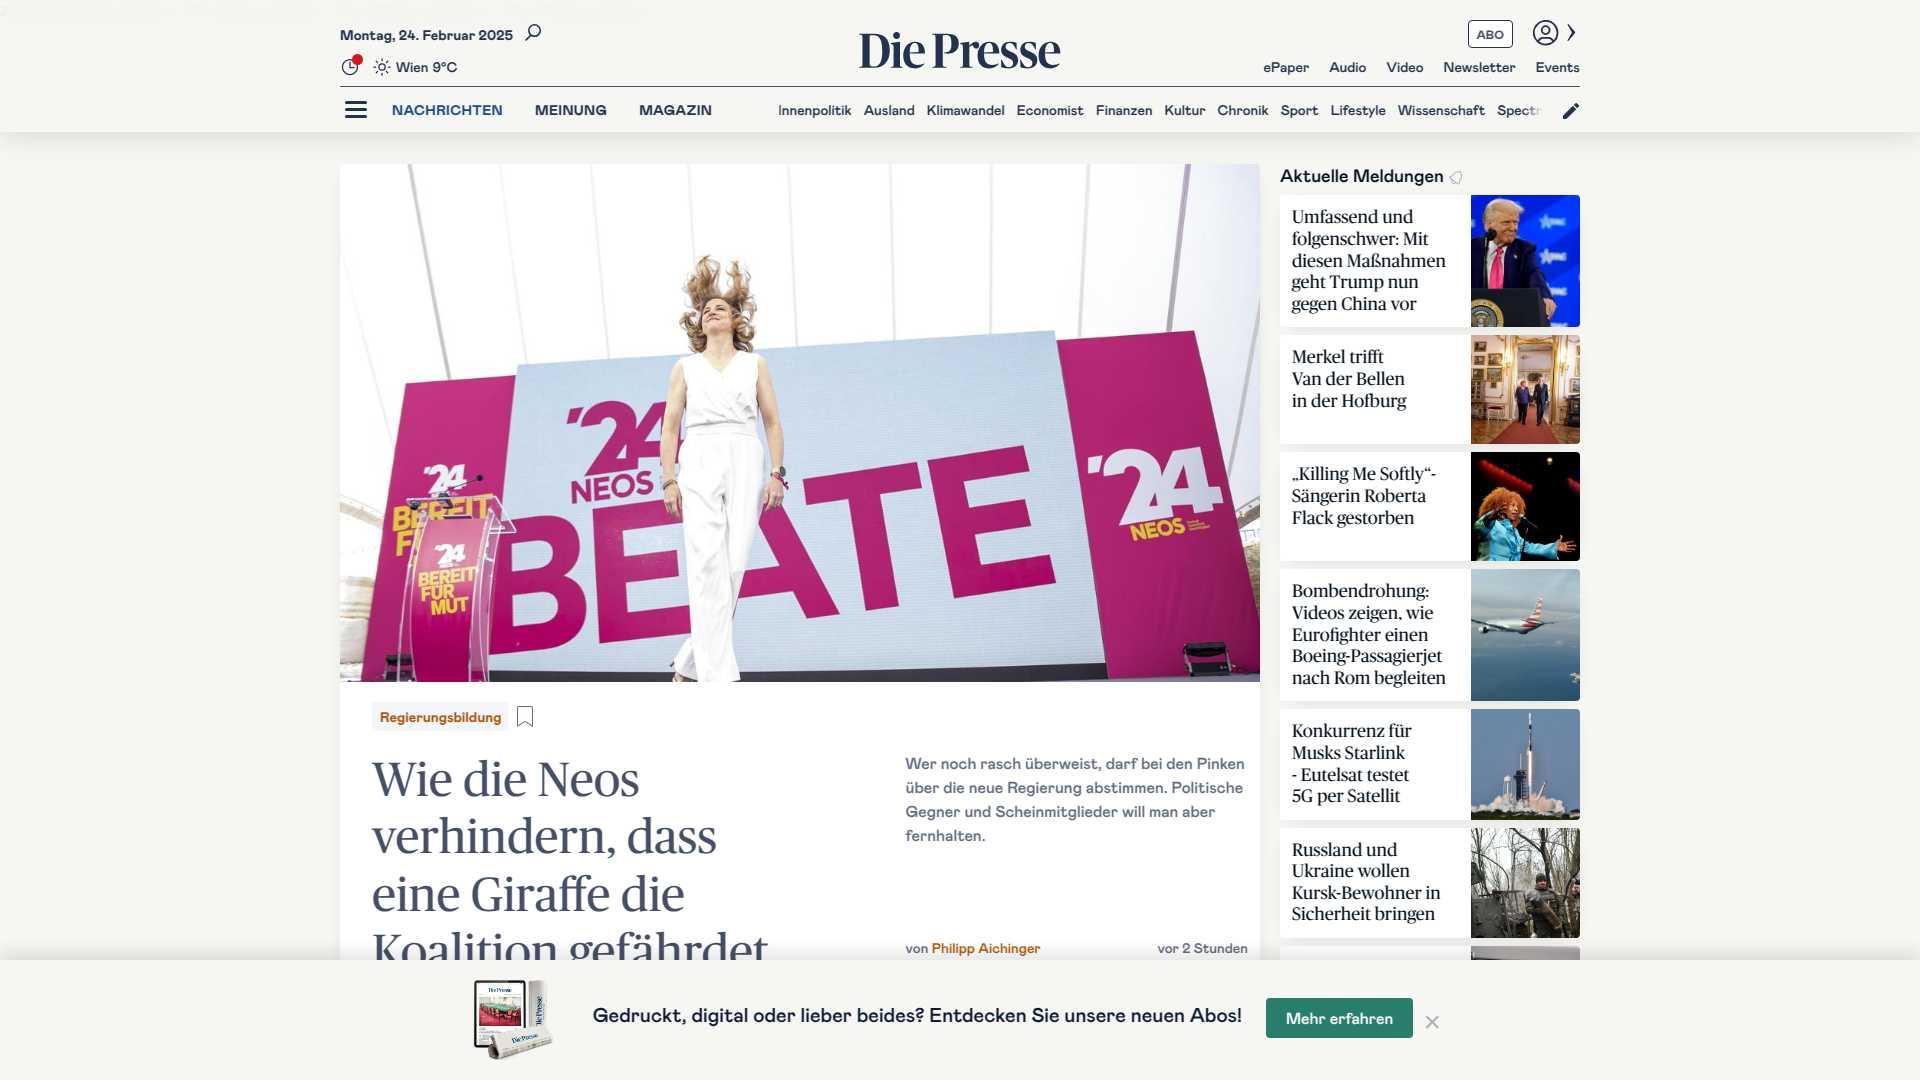 Montag, 24. Februar 2025
Die Presse
ABO
Wien 9°C
ePaper Audio Video Newsletter Events
NACHRICHTEN MEINUNG MAGAZIN Innenpolitik Ausland Klimawandel Economist Finanzen Kultur Chronik Sport Lifestyle Wissenschaft Spectr
'24
NEOS
BEATE
'24
NEOS
'24
BEREIT
'24
BEREIT
FÜR
MUT
Regierungsbildung
Wie die Neos
verhindern, dass
eine Giraffe die
Koalition gefährdet
Wer noch rasch überweist, darf bei den Pinken
über die neue Regierung abstimmen. Politische
Gegner und Scheinmitglieder will man aber
fernhalten.
von Philipp Aichinger vor 2 Stunden
Aktuelle Meldungen
Umfassend und
folgenschwer: Mit
diesen Maßnahmen
geht Trump nun
gegen China vor
Merkel trifft
Van der Bellen
in der Hofburg
„Killing Me Softly“-
Sängerin Roberta
Flack gestorben
Bombendrohung:
Videos zeigen, wie
Eurofighter einen
Boeing-Passagierjet
nach Rom begleiten
Konkurrenz für
Musks Starlink
- Eutelsat testet
5G per Satellit
Russland und
Ukraine wollen
Kursk-Bewohner in
Sicherheit bringen
Die Presse
Die Presse
Die Presse
Gedruckt, digital oder lieber beides? Entdecken Sie unsere neuen Abos!
Mehr erfahren